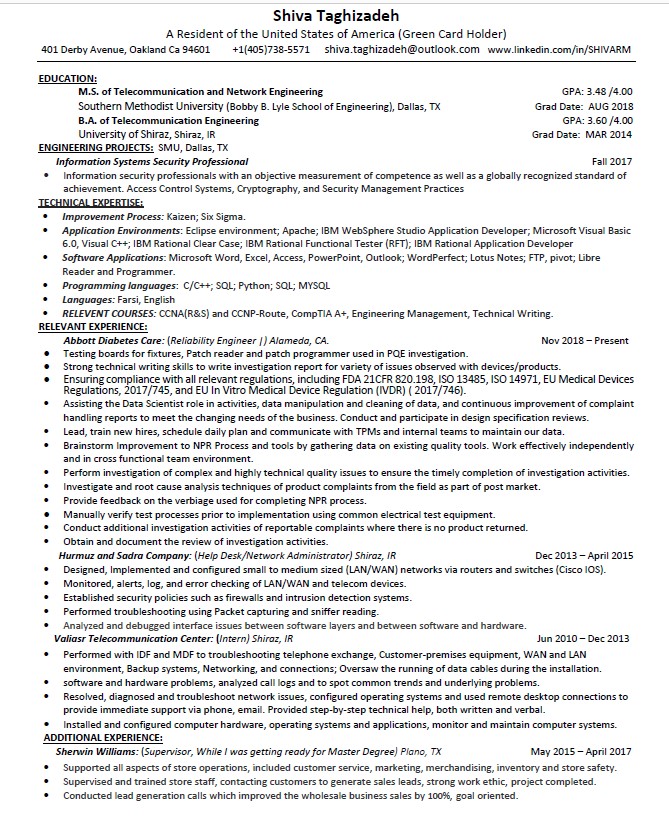 Shiva Taghizadeh
A Resident of the United States of America (Green Card Holder)
401 Derby Avenue, Oakland Ca 94601 +1(405)738-5571 shiva.taghizadeh@outlook.com www.linkedin.com/in/SHIVARM
EDUCATION:
M.S. of Telecommunication and Network Engineering GPA: 3.48 /4.00
Southern Methodist University (Bobby B. Lyle School of Engineering), Dallas, TX Grad Date: AUG 2018
B.A. of Telecommunication Engineering GPA: 3.60 /4.00
University of Shiraz, Shiraz, IR Grad Date: MAR 2014
ENGINEERING PROJECTS: SMU, Dallas, TX
Information Systems Security Professional Fall 2017
• Information security professionals with an objective measurement of competence as well as a globally recognized standard of
achievement. Access Control Systems, Cryptography, and Security Management Practices
TECHNICAL EXPERTISE:
• Improvement Process: Kaizen; Six Sigma.
• Application Environments: Eclipse environment; Apache; IBM WebSphere Studio Application Developer; Microsoft Visual Basic
6.0, Visual C++; IBM Rational Clear Case; IBM Rational Functional Tester (RFT); IBM Rational Application Developer
• Software Applications: Microsoft Word, Excel, Access, PowerPoint, Outlook; WordPerfect; Lotus Notes; FTP, pivot; Libre
Reader and Programmer.
• Programming languages: C/C++; SQL; Python; SQL; MYSQL
• Languages: Farsi, English
• RELEVENT COURSES: CCNA(R&S) and CCNP-Route, CompTIA A+, Engineering Management, Technical Writing.
RELEVANT EXPERIENCE:
Abbott Diabetes Care: (Reliability Engineer |) Alameda, CA. Nov 2018 – Present
• Testing boards for fixtures, Patch reader and patch programmer used in PQE investigation.
• Strong technical writing skills to write investigation report for variety of issues observed with devices/products.
• Ensuring compliance with all relevant regulations, including FDA 21CFR 820.198, ISO 13485, ISO 14971, EU Medical Devices
Regulations, 2017/745, and EU In Vitro Medical Device Regulation (IVDR) ( 2017/746).
• Assisting the Data Scientist role in activities, data manipulation and cleaning of data, and continuous improvement of complaint
handling reports to meet the changing needs of the business. Conduct and participate in design specification reviews.
• Lead, train new hires, schedule daily plan and communicate with TPMs and internal teams to maintain our data.
• Brainstorm Improvement to NPR Process and tools by gathering data on existing quality tools. Work effectively independently
and in cross functional team environment.
• Perform investigation of complex and highly technical quality issues to ensure the timely completion of investigation activities.
• Investigate and root cause analysis techniques of product complaints from the field as part of post market.
• Provide feedback on the verbiage used for completing NPR process.
• Manually verify test processes prior to implementation using common electrical test equipment.
• Conduct additional investigation activities of reportable complaints where there is no product returned.
• Obtain and document the review of investigation activities.
Hurmuz and Sadra Company: (Help Desk/Network Administrator) Shiraz, IR Dec 2013 – April 2015
• Designed, Implemented and configured small to medium sized (LAN/WAN) networks via routers and switches (Cisco IOS).
• Monitored, alerts, log, and error checking of LAN/WAN and telecom devices.
• Established security policies such as firewalls and intrusion detection systems.
• Performed troubleshooting using Packet capturing and sniffer reading.
• Analyzed and debugged interface issues between software layers and between software and hardware.
Valiasr Telecommunication Center: (Intern) Shiraz, IR Jun 2010 – Dec 2013
• Performed with IDF and MDF to troubleshooting telephone exchange, Customer-premises equipment, WAN and LAN
environment, Backup systems, Networking, and connections; Oversaw the running of data cables during the installation.
• software and hardware problems, analyzed call logs and to spot common trends and underlying problems.
• Resolved, diagnosed and troubleshoot network issues, configured operating systems and used remote desktop connections to
provide immediate support via phone, email. Provided step-by-step technical help, both written and verbal.
• Installed and configured computer hardware, operating systems and applications, monitor and maintain computer systems.
ADDITIONAL EXPERIENCE:
Sherwin Williams: (Supervisor, While I was getting ready for Master Degree) Plano, TX May 2015 – April 2017
• Supported all aspects of store operations, included customer service, marketing, merchandising, inventory and store safety.
• Supervised and trained store staff, contacting customers to generate sales leads, strong work ethic, project completed.
• Conducted lead generation calls which improved the wholesale business sales by 100%, goal oriented.